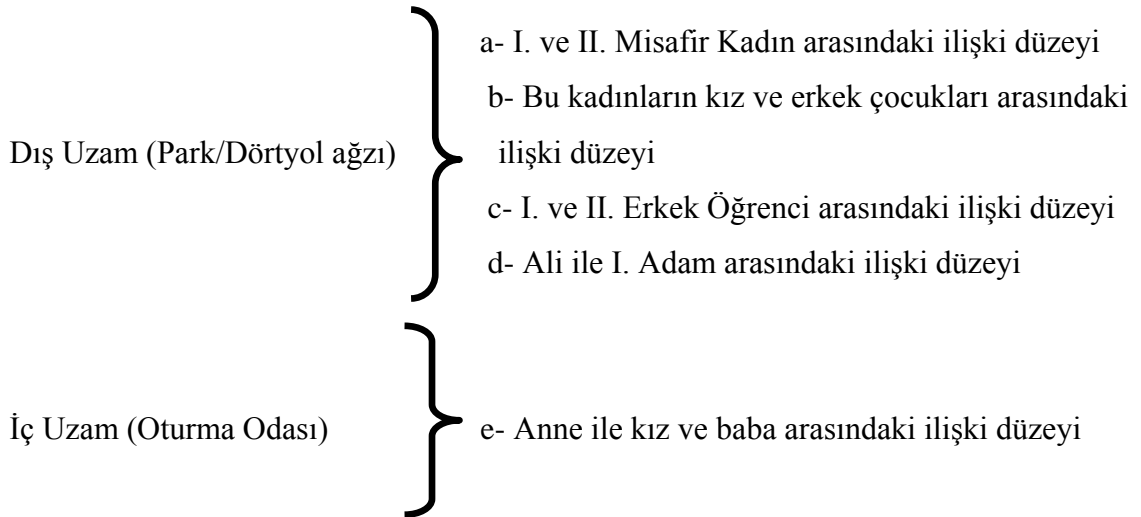 a- I. ve II. Misafir Kadın arasındaki ilişki düzeyi
b- Bu kadınların kız ve erkek çocukları arasındaki
Dış Uzam (Park/Dörtyol ağzı)
ilişki düzeyi
c- I. ve II. Erkek Öğrenci arasındaki ilişki düzeyi
d- Ali ile I. Adam arasındaki ilişki düzeyi
İç Uzam (Oturma Odası)
e- Anne ile kız ve baba arasındaki ilişki düzeyi